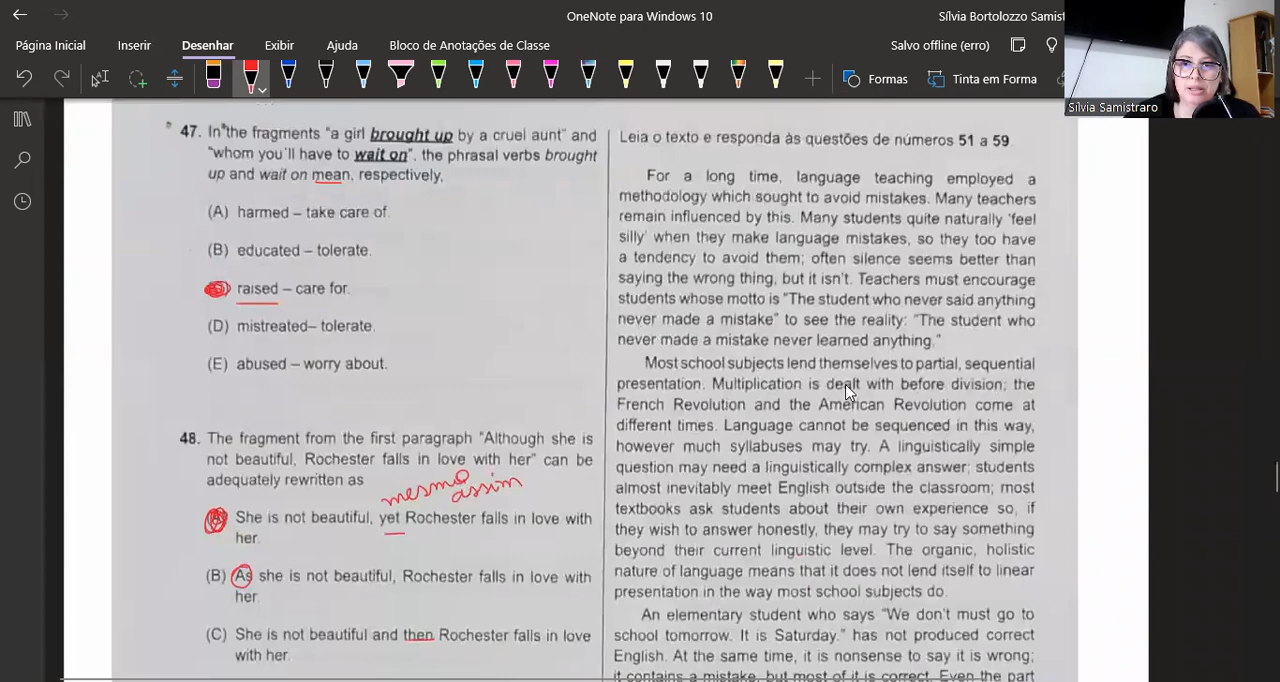 OneNote para Windows 10
Sílvia Bortolozzo Samist
Página Inicial
Inserir
Desenhar
Exibir
Ajuda
Bloco de Anotações de Classe
Salvo offline (erro)
Formas
Tinta em Forma
Sílvia Samistraro
47. In the fragments "a girl brought up by a cruel aunt" and
"whom you'll have to wait on", the phrasal verbs brought
up and wait on mean, respectively,
(A) harmed – take care of.
(B) educated – tolerate.
raised – care for.
(D) mistreated– tolerate.
(E) abused – worry about.
48. The fragment from the first paragraph "Although she is
not beautiful, Rochester falls in love with her" can be
adequately rewritten as
mesmo
assim
She is not beautiful, yet Rochester falls in love with
her.
(B) As she is not beautiful, Rochester falls in love with
her.
(C) She is not beautiful and then Rochester falls in love
with her.
Leia o texto e responda às questões de números 51 a 59
For a long time, language teaching employed a
methodology which sought to avoid mistakes. Many teachers
remain influenced by this. Many students quite naturally 'feel
silly' when they make language mistakes, so they too have
a tendency to avoid them; often silence seems better than
saying the wrong thing, but it isn't. Teachers must encourage
students whose motto is "The student who never said anything
never made a mistake" to see the reality: "The student who
never made a mistake never learned anything."
Most school subjects lend themselves to partial, sequential
presentation. Multiplication is dealt with before division; the
French Revolution and the American Revolution come at
different times. Language cannot be sequenced in this way,
however much syllabuses may try. A linguistically simple
question may need a linguistically complex answer; students
almost inevitably meet English outside the classroom; most
textbooks ask students about their own experience so, if
they wish to answer honestly, they may try to say something
beyond their current linguistic level. The organic, holistic
nature of language means that it does not lend itself to linear
presentation in the way most school subjects do.
An elementary student who says "We don't must go to
school tomorrow. It is Saturday." has not produced correct
English. At the same time, it is nonsense to say it is wrong;
it contains a mistake, but most of it is correct. Even the part